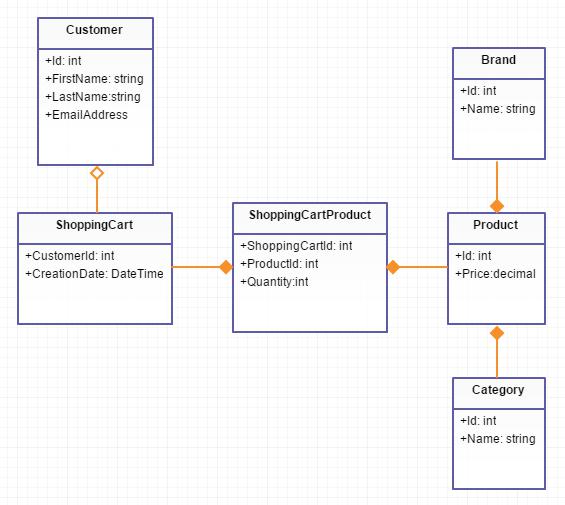 Customer
+Id: int
+FirstName: string
+LastName:string
+EmailAddress
Brand
+Id: int
+Name: string
ShoppingCart
+CustomerId: int
+CreationDate: DateTime
ShoppingCartProduct
+ShoppingCartId: int
+ProductId: int
+Quantity:int
Product
+Id: int
+Price:decimal
Category
+Id: int
+Name: string